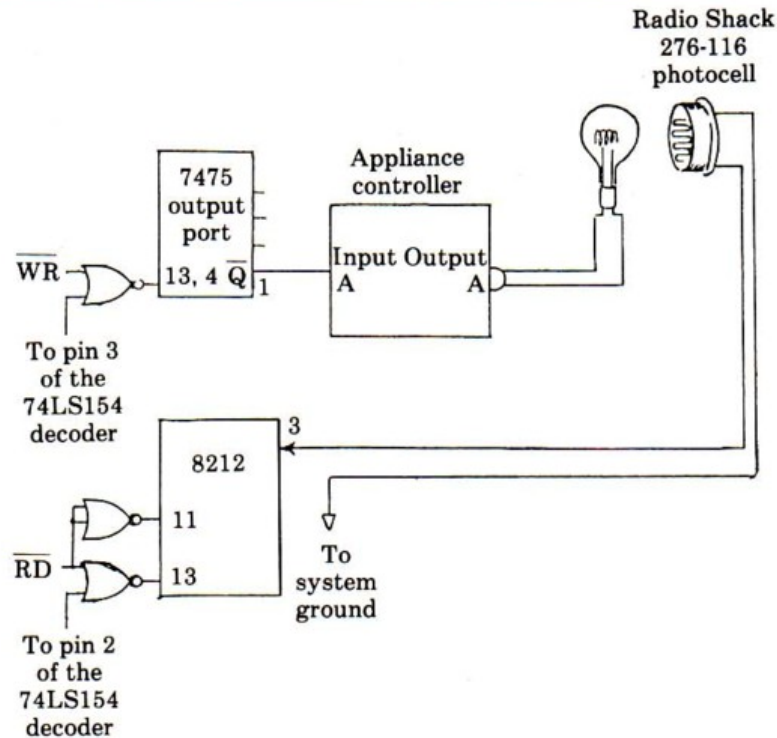 Radio Shack
276-116
photocell
Appliance
controller
7475
output
port
WR
13, 4 Q
1
Input Output
A A
To pin 3
of the
74LS154
decoder
3
8212
11
RD
13
To
system
ground
To pin 2
of the
74LS154
decoder